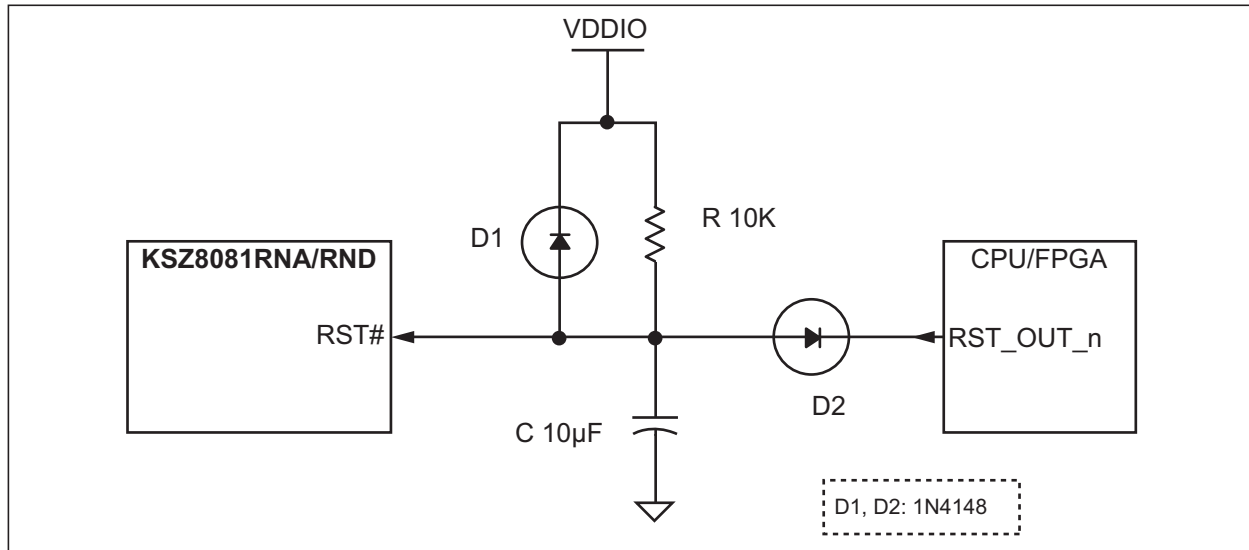 VDDIO
D1
R 10K
KSZ8081RNA/RND
CPU/FPGA
RST#
RST_OUT_n
D2
C 10µF
D1, D2: 1N4148